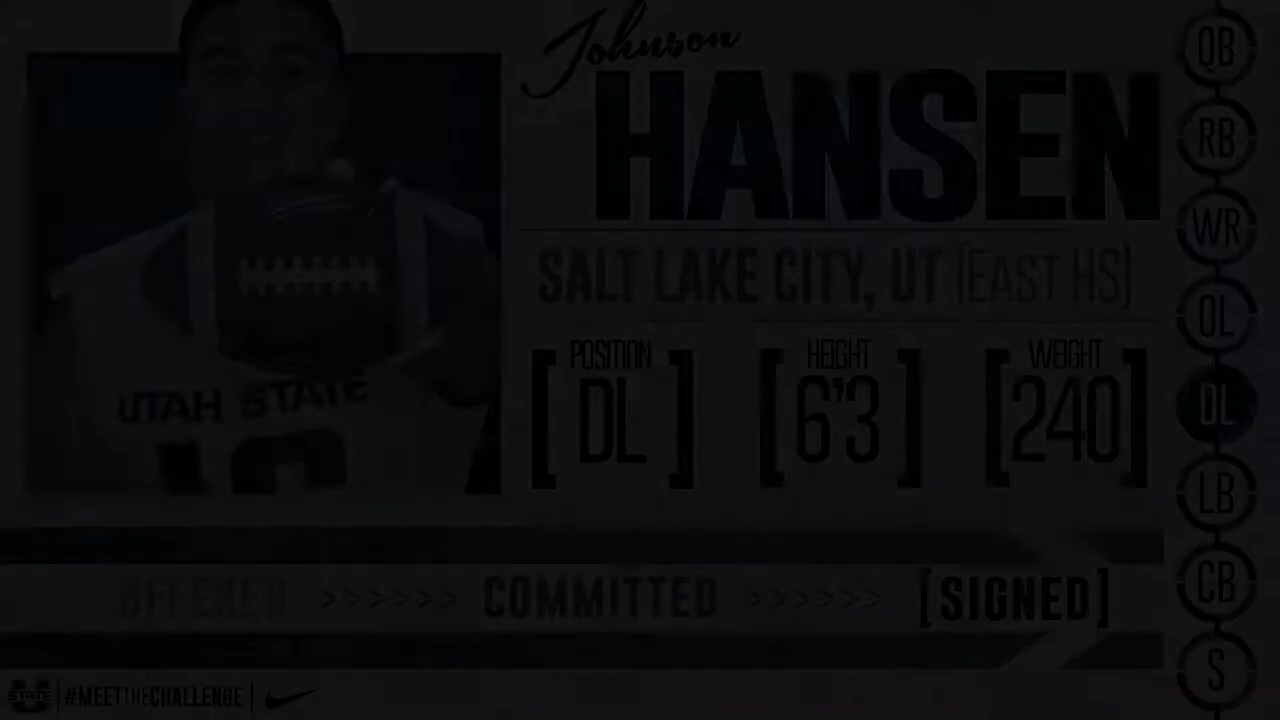 Johnson
HANSEN
SALT LAKE CITY, UT (EAST HS)
POSITION
DL
HEIGHT
6'3
WEIGHT
240
UTAH STATE
OFFERED >>>>>> COMMITTED >>>>>> [SIGNED]
STATE
#MEETTHECHALLENGE
QB
RB
WR
OL
DL
LB
CB
S